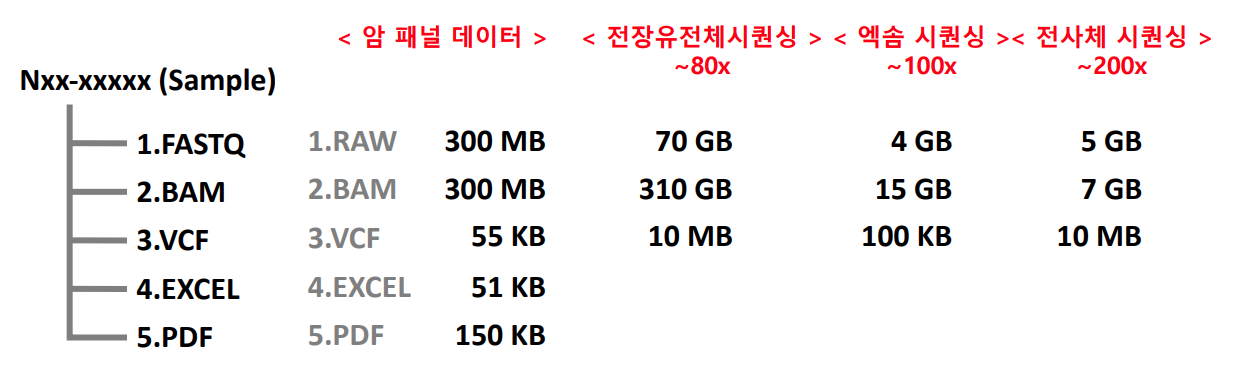 < 암 패널 데이터 > < 전장유전체시퀀싱 > < 엑솜 시퀀싱 > < 전사체 시퀀싱 >
~80x ~100x ~200x
Nxx-xxxxx (Sample)
1.FASTQ 1.RAW 300 MB 70 GB 4 GB 5 GB
2.BAM 2.BAM 300 MB 310 GB 15 GB 7 GB
3.VCF 3.VCF 55 KB 10 MB 100 KB 10 MB
4.EXCEL 4.EXCEL 51 KB
5.PDF 5.PDF 150 KB